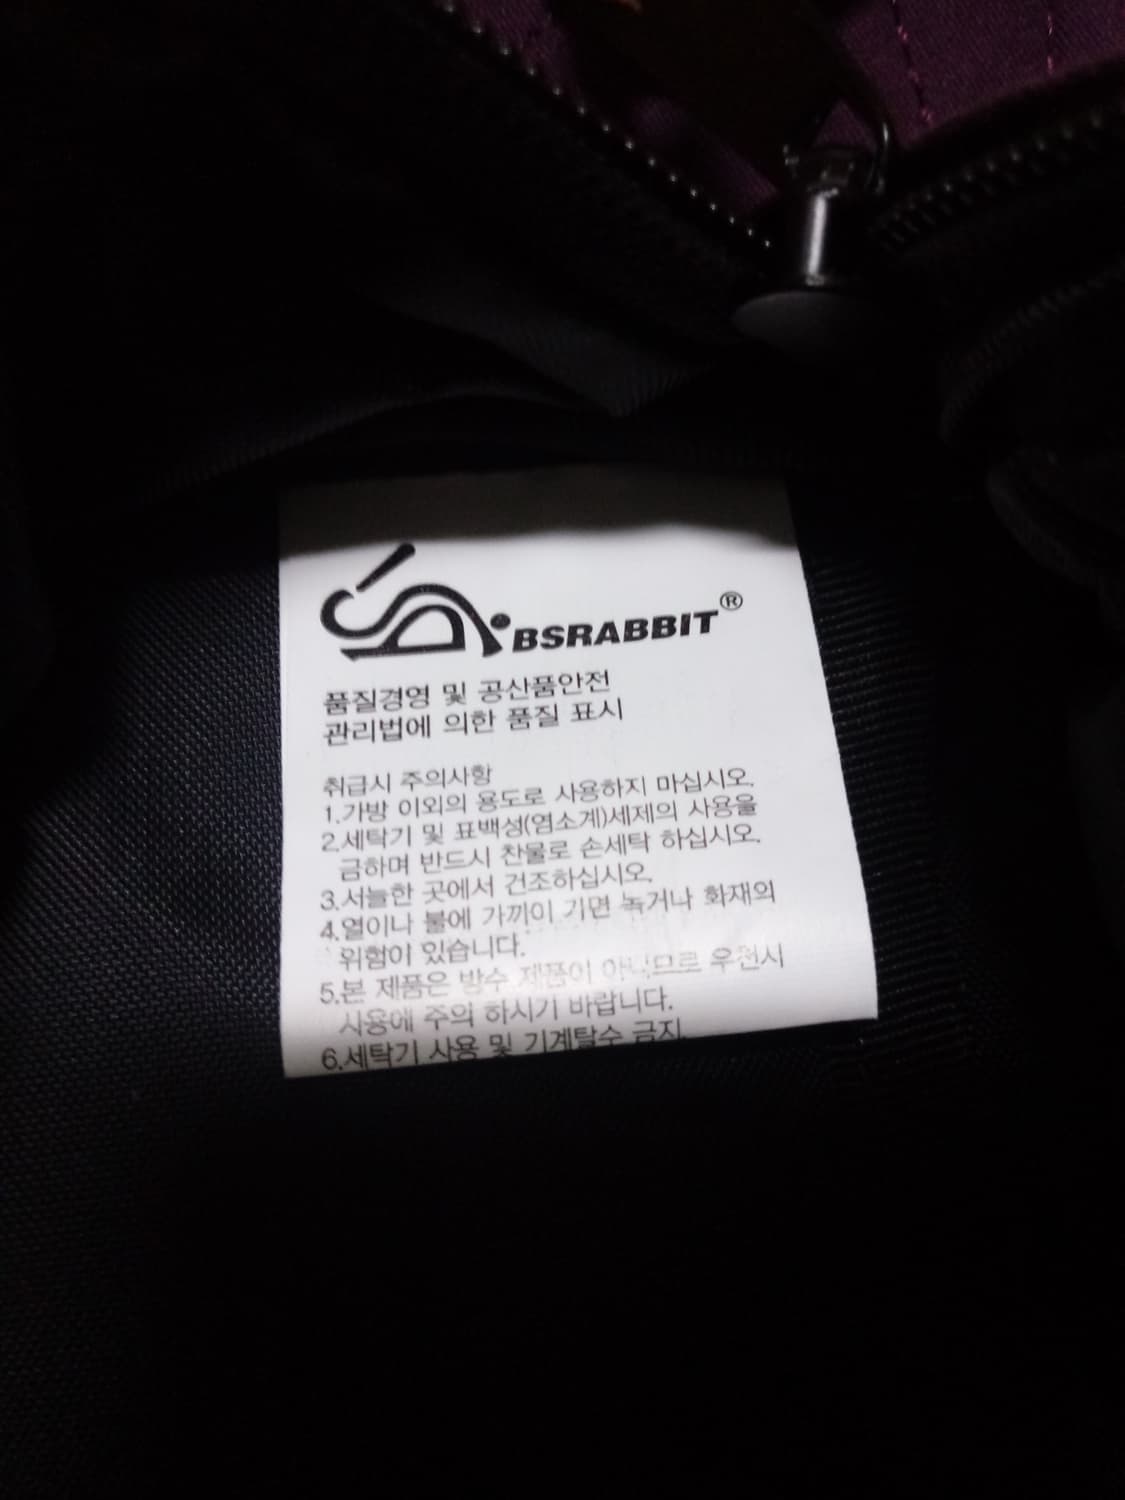 BSRABBIT®
품질경영 및 공산품안전
관리법에 의한 품질 표시
취급시 주의사항
1.가방 이외의 용도로 사용하지 마십시오.
2.세탁기 및 표백성(염소계)세제의 사용을
금하며 반드시 찬물로 손세탁 하십시오.
3.서늘한 곳에서 건조하십시오.
4.열이나 불에 가까이 기면 녹거나 화재의
위험이 있습니다.
5.본 제품은 방수 제품이 아니므로 우천시
사용에 주의 하시기 바랍니다.
6.세탁기 사용 및 기계탈수 금지.